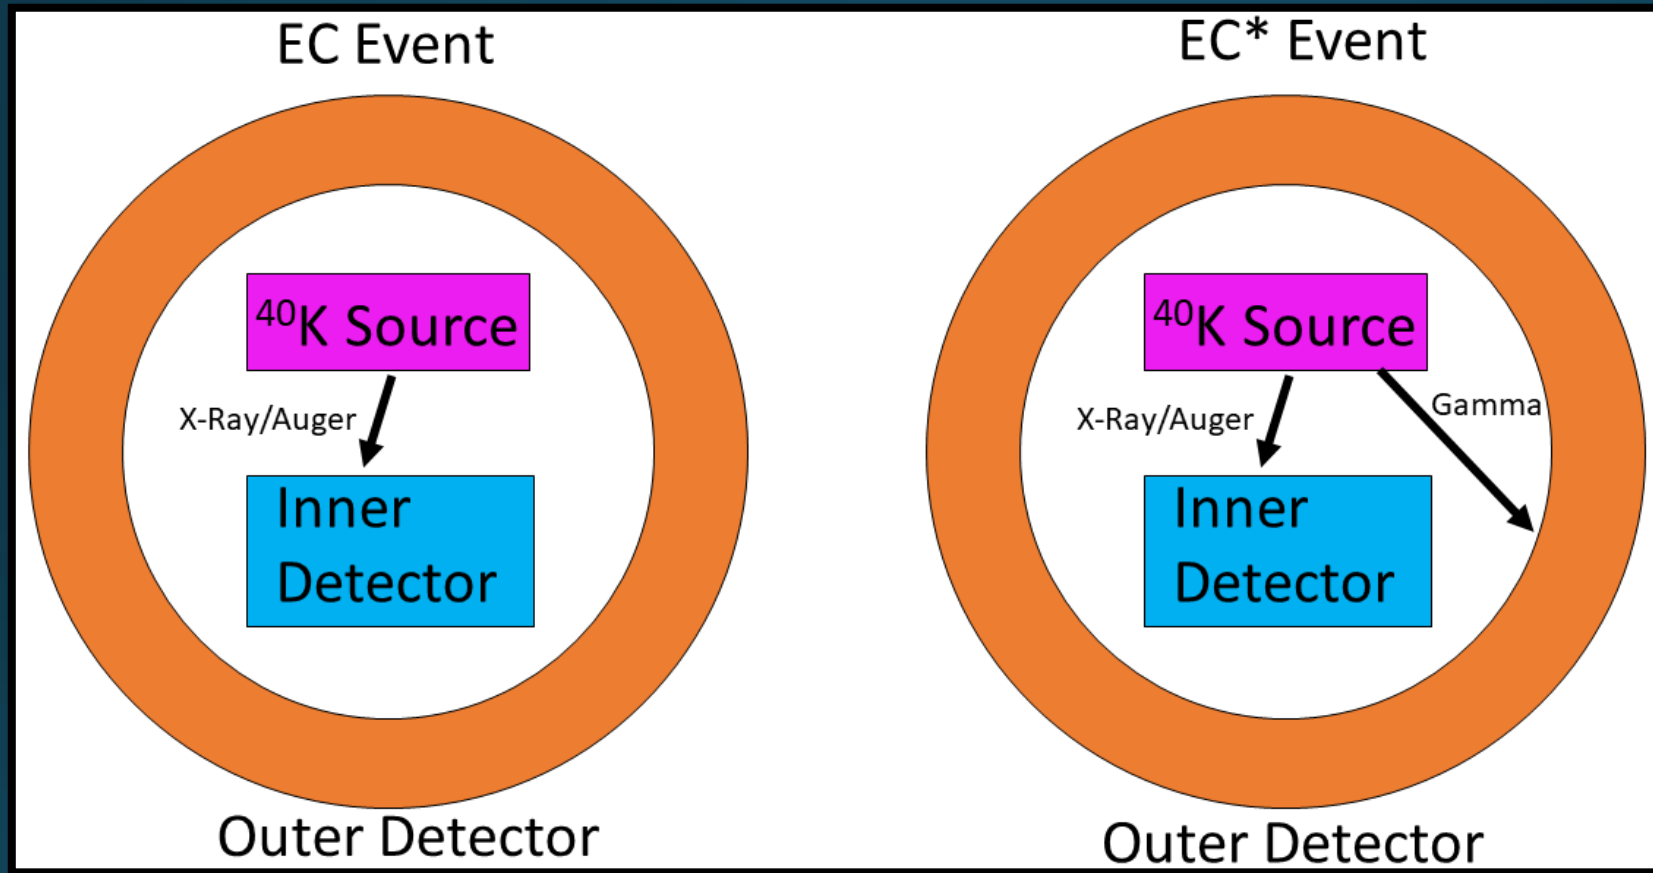 EC Event
⁴⁰K Source
X-Ray/Auger
Inner
Detector
Outer Detector
EC* Event
⁴⁰K Source
X-Ray/Auger
Gamma
Inner
Detector
Outer Detector